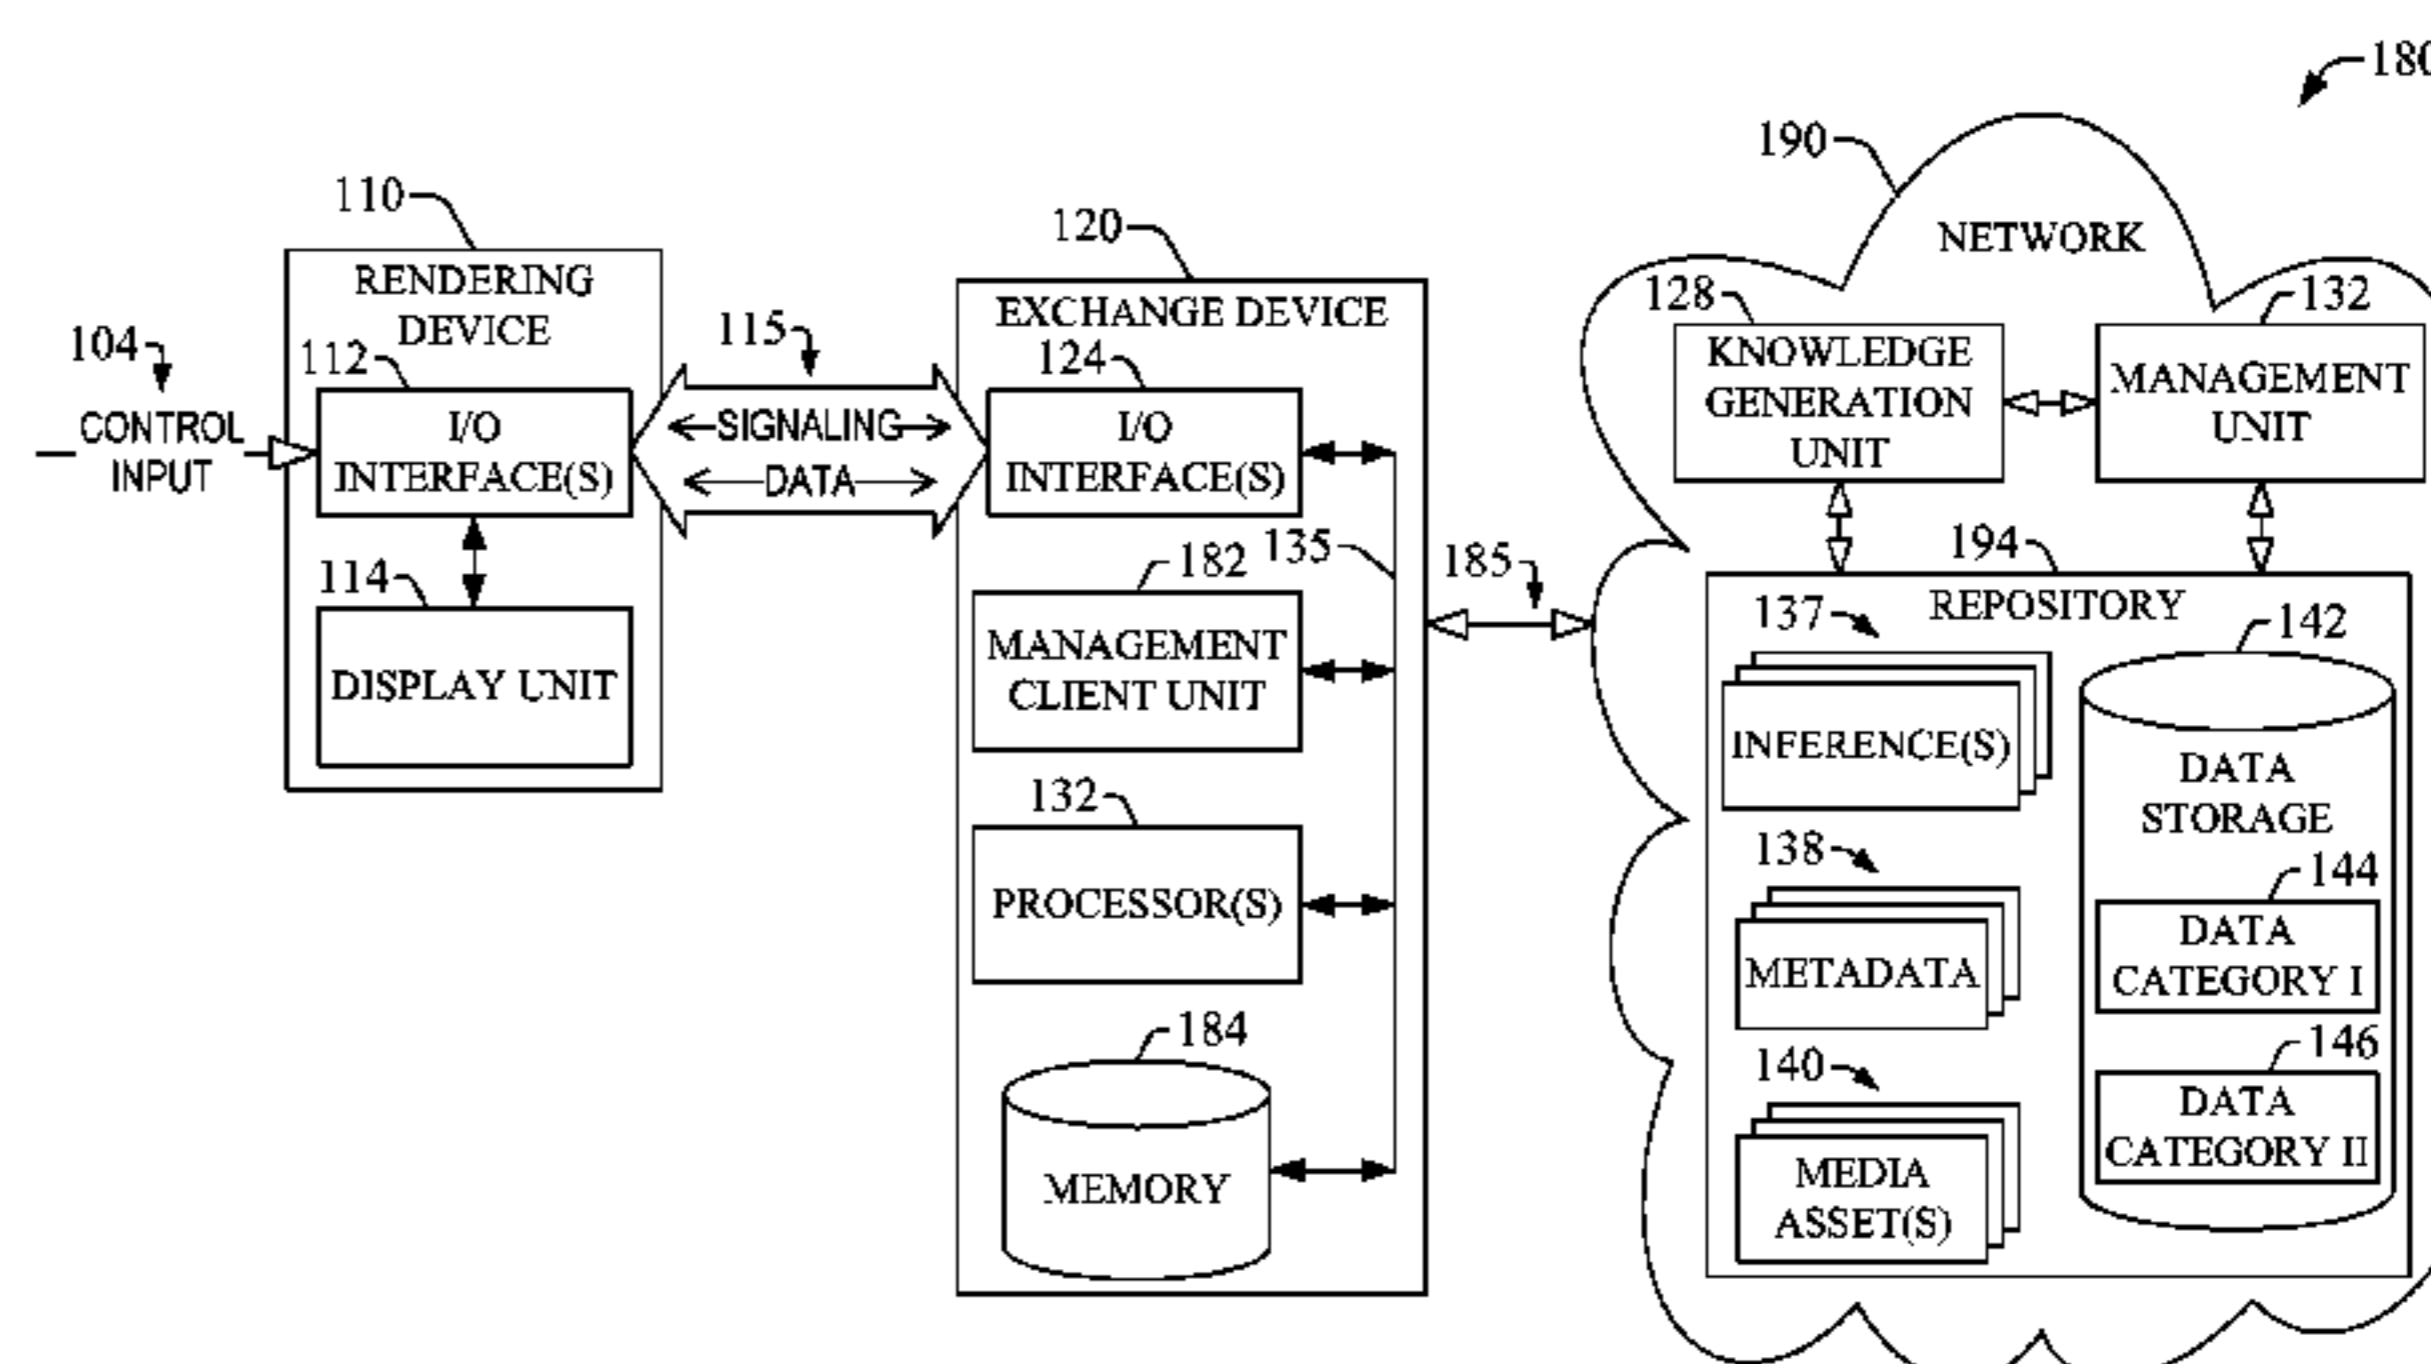 180
190
NETWORK
110
RENDERING
DEVICE
120
EXCHANGE DEVICE
128
KNOWLEDGE
GENERATION
UNIT
132
MANAGEMENT
UNIT
104
CONTROL
INPUT
112
I/O
INTERFACE(S)
115
SIGNALING
DATA
124
I/O
INTERFACE(S)
135
185
114
DISPLAY UNIT
182
MANAGEMENT
CLIENT UNIT
132
PROCESSOR(S)
184
MEMORY
194
REPOSITORY
137
INFERENCE(S)
138
METADATA
140
MEDIA
ASSET(S)
142
DATA
STORAGE
144
DATA
CATEGORY I
146
DATA
CATEGORY II